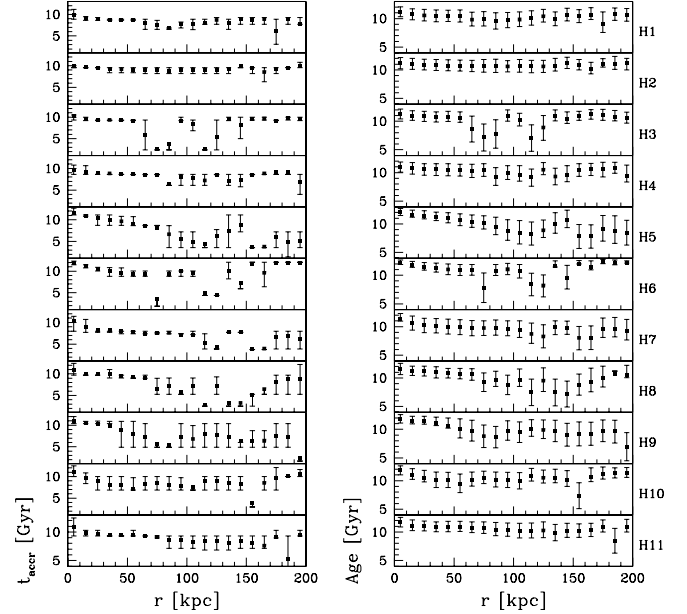 10 5 10 5 H1
10 5 10 5 H2
10 5 10 5 H3
10 5 10 5 H4
10 5 10 5 H5
10 5 10 5 H6
10 5 10 5 H7
10 5 10 5 H8
10 5 10 5 H9
10 5 10 5 H10
10 5 10 5 H11
t_accr [Gyr] Age [Gyr]
0 50 100 150 200 0 50 100 150 200
r [kpc] r [kpc]